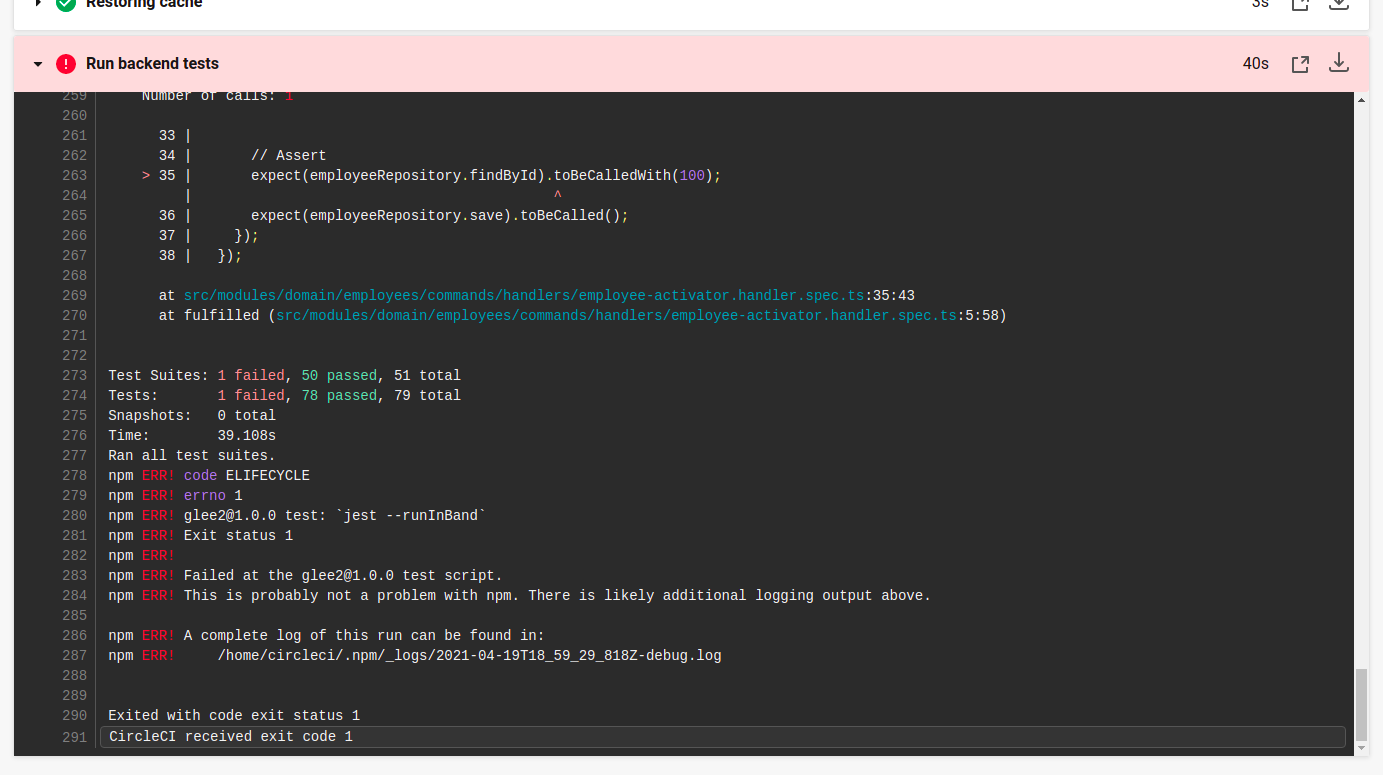 Restoring cache 3s
Run backend tests 40s
259 Number of calls: 1
260
261 33 |
262 34 | // Assert
263 > 35 | expect(employeeRepository.findById).toBeCalledWith(100);
264 | ^
265 36 | expect(employeeRepository.save).toBeCalled();
266 37 | });
267 38 | });
268
269 at src/modules/domain/employees/commands/handlers/employee-activator.handler.spec.ts:35:43
270 at fulfilled (src/modules/domain/employees/commands/handlers/employee-activator.handler.spec.ts:5:58)
271
272
273 Test Suites: 1 failed, 50 passed, 51 total
274 Tests: 1 failed, 78 passed, 79 total
275 Snapshots: 0 total
276 Time: 39.108s
277 Ran all test suites.
278 npm ERR! code ELIFECYCLE
279 npm ERR! errno 1
280 npm ERR! glee2@1.0.0 test: `jest --runInBand`
281 npm ERR! Exit status 1
282 npm ERR!
283 npm ERR! Failed at the glee2@1.0.0 test script.
284 npm ERR! This is probably not a problem with npm. There is likely additional logging output above.
285
286 npm ERR! A complete log of this run can be found in:
287 npm ERR! /home/circleci/.npm/_logs/2021-04-19T18_59_29_818Z-debug.log
288
289
290 Exited with code exit status 1
291 CircleCI received exit code 1